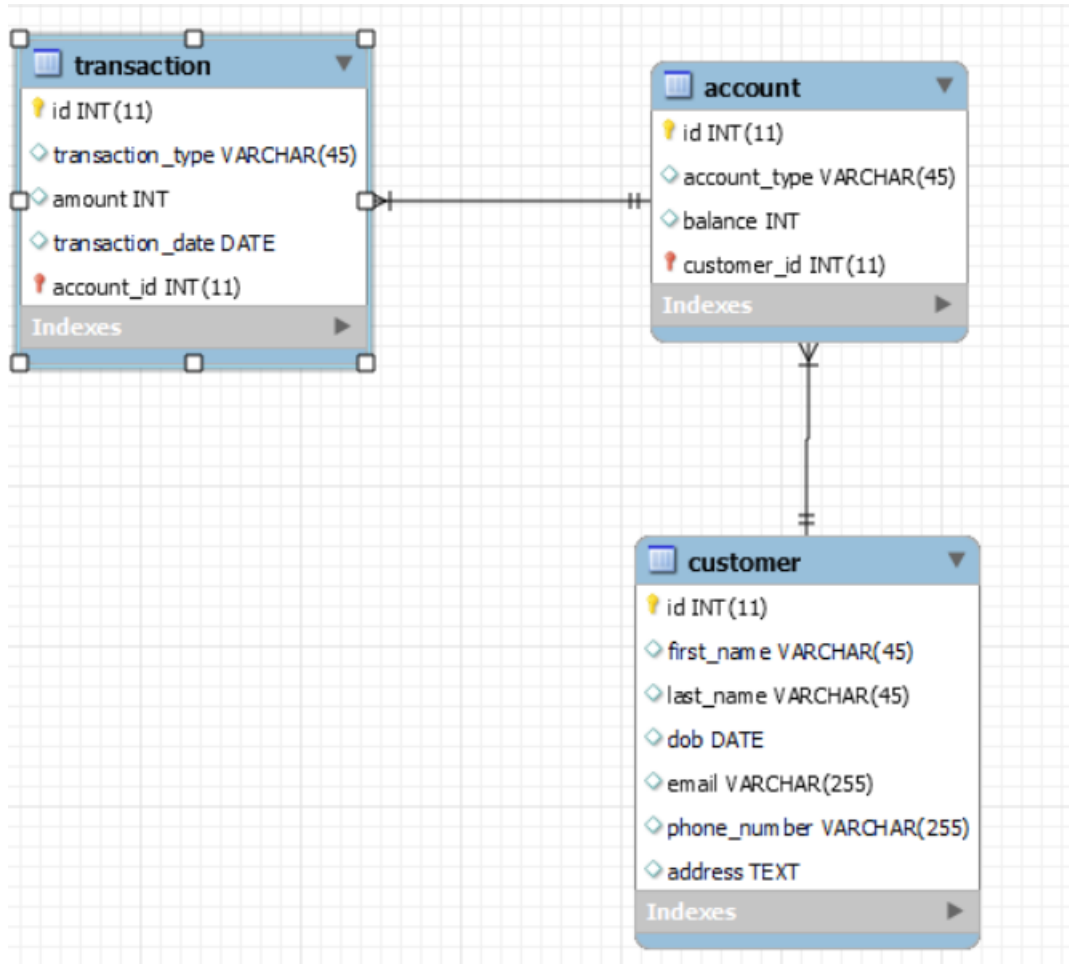 transaction
id INT(11)
transaction_type VARCHAR(45)
amount INT
transaction_date DATE
account_id INT(11)
Indexes
account
id INT(11)
account_type VARCHAR(45)
balance INT
customer_id INT(11)
Indexes
customer
id INT(11)
first_name VARCHAR(45)
last_name VARCHAR(45)
dob DATE
email VARCHAR(255)
phone_number VARCHAR(255)
address TEXT
Indexes